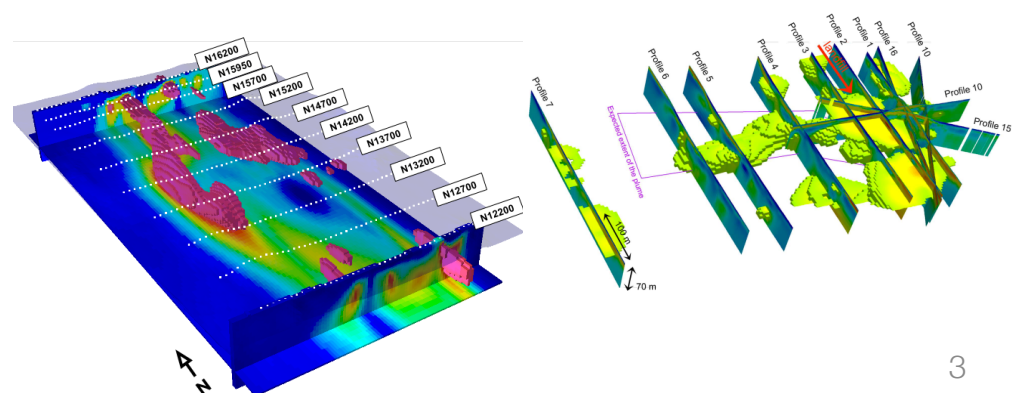 N16200
N15950
N15700
N15200
N14700
N14200
N13700
N13200
N12700
N12200
N
Profile 7
Profile 6
Profile 5
Profile 4
Profile 3
Profile 2
Profile 1
Profile 16
Profile 10
Profile 10
Profile 15
Expected extent of the plume
100 m
70 m
3